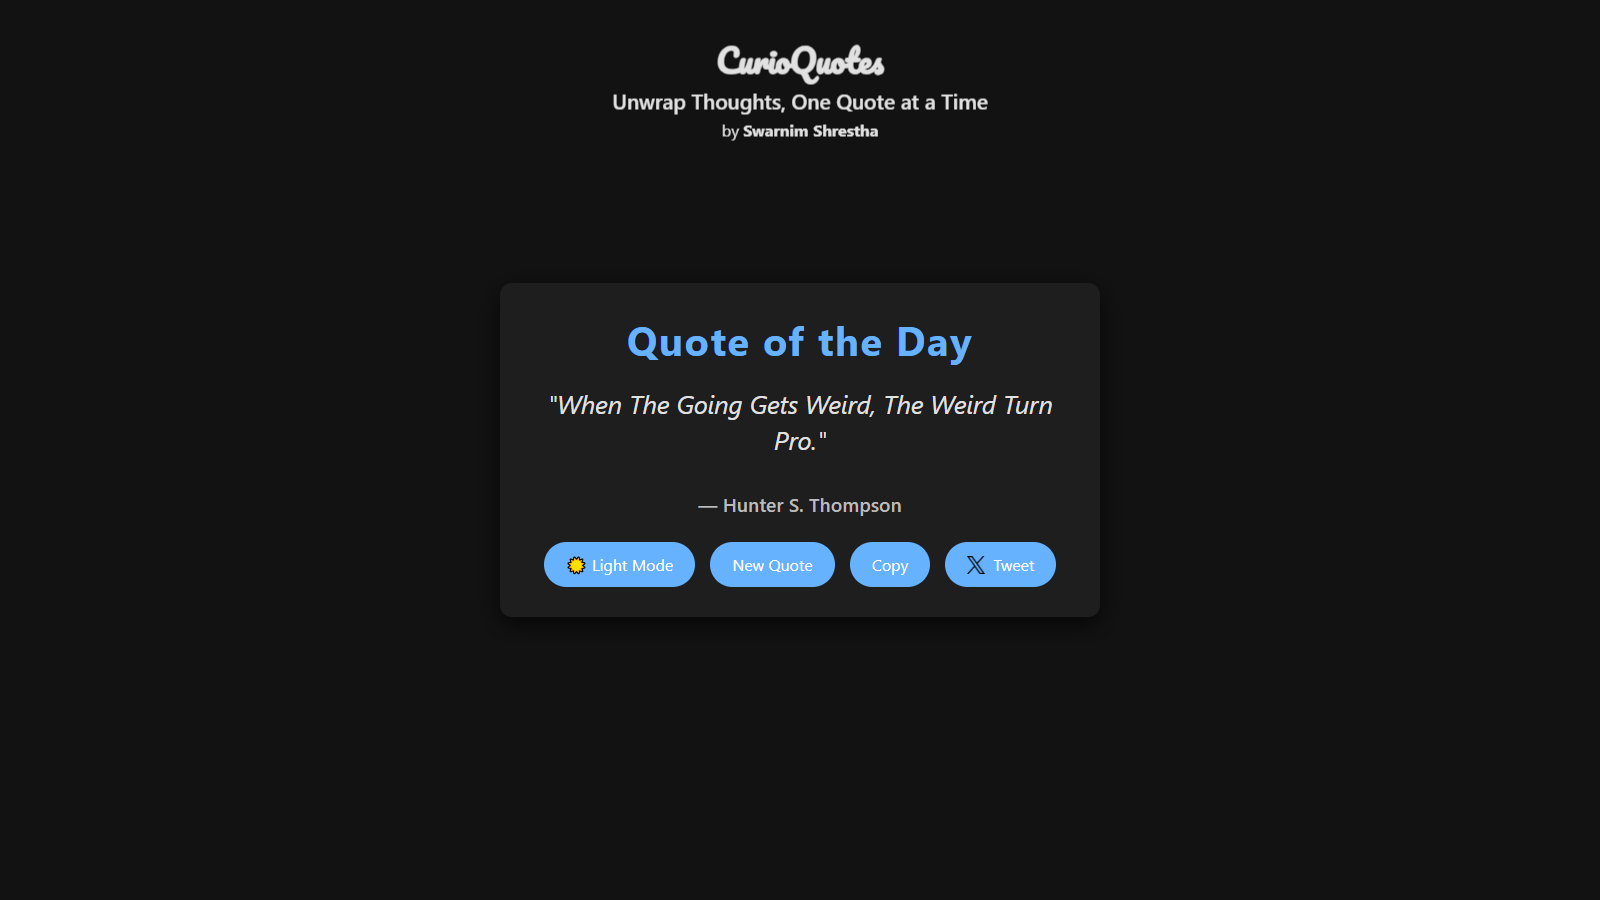 CurioQuotes
Unwrap Thoughts, One Quote at a Time
by Swarnim Shrestha
Quote of the Day
"When The Going Gets Weird, The Weird Turn
Pro."
— Hunter S. Thompson
Light Mode New Quote Copy Tweet